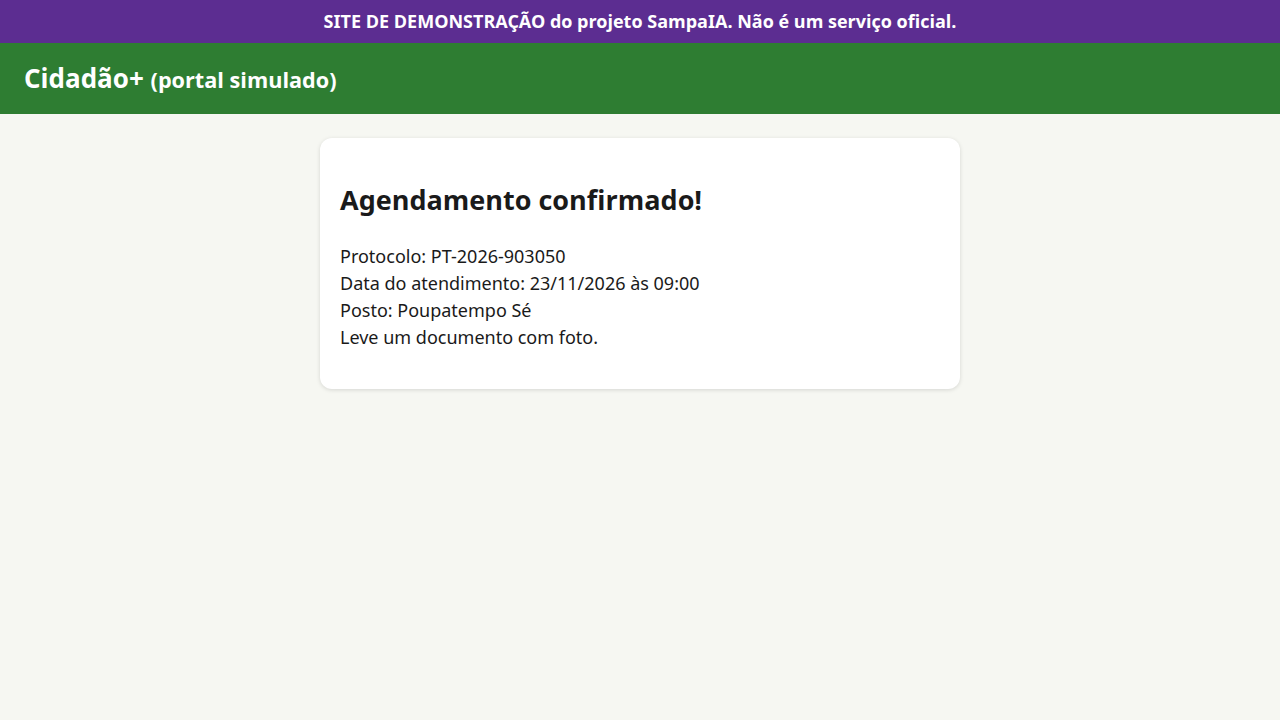 SITE DE DEMONSTRAÇÃO do projeto SampaIA. Não é um serviço oficial.
Cidadão+ (portal simulado)
Agendamento confirmado!
Protocolo: PT-2026-903050
Data do atendimento: 23/11/2026 às 09:00
Posto: Poupatempo Sé
Leve um documento com foto.